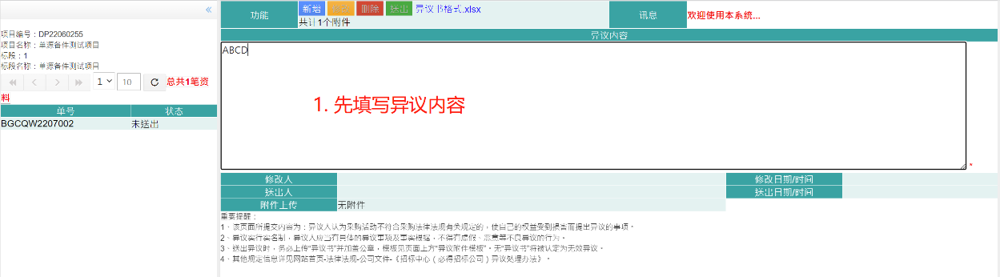 «
项目编号：DP22060255
项目名称：单源备件测试项目
标段：1
标段名称：单源备件测试项目
1 10 总共1笔资料
单号 状态
BGCQW2207002 未送出
功能 新增 修改 删除 送出 异议书格式.xlsx 讯息 欢迎使用本系统...
共计1个附件
异议内容
ABCD
1. 先填写异议内容
*
修改人 修改日期/时间
送出人 送出日期/时间
附件上传 无附件
重要提醒：
1、该页面所提交内容为：异议人认为采购活动不符合采购法律法规有关规定的，使自己的权益受到损害而提出异议的事项。
2、异议实行实名制，异议人应当有具体的异议事项及事实根据，不得有虚假、恶意等不良异议的行为。
3、送出异议时，务必上传“异议书”并加盖公章，模板见页面上方“异议附件模板”。无“异议书”将被认定为无效异议。
4、其他规定信息详见网站首页-法律法规-公司文件-《招标中心（必得招标公司）异议处理办法》。